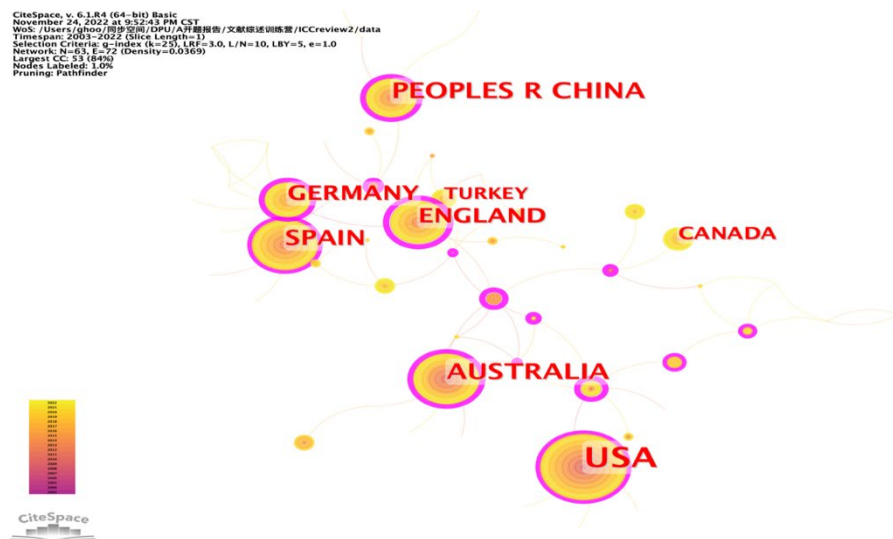 CiteSpace, v. 6.1.R4 (64-bit) Basic
November 24, 2022 at 9:52:43 PM CST
WoS: /Users/ghoo/同步空间/DPU/A开题报告/文献综述训练营/ICCreview2/data
Timespan: 2003-2022 (Slice Length=1)
Selection Criteria: g-index (k=25), LRF=3.0, L/N=10, LBY=5, e=1.0
Network: N=63, E=72 (Density=0.0369)
Largest CC: 53 (84%)
Nodes Labeled: 1.0%
Pruning: Pathfinder
PEOPLES R CHINA
GERMANY
TURKEY
ENGLAND
SPAIN
CANADA
AUSTRALIA
USA
CiteSpace